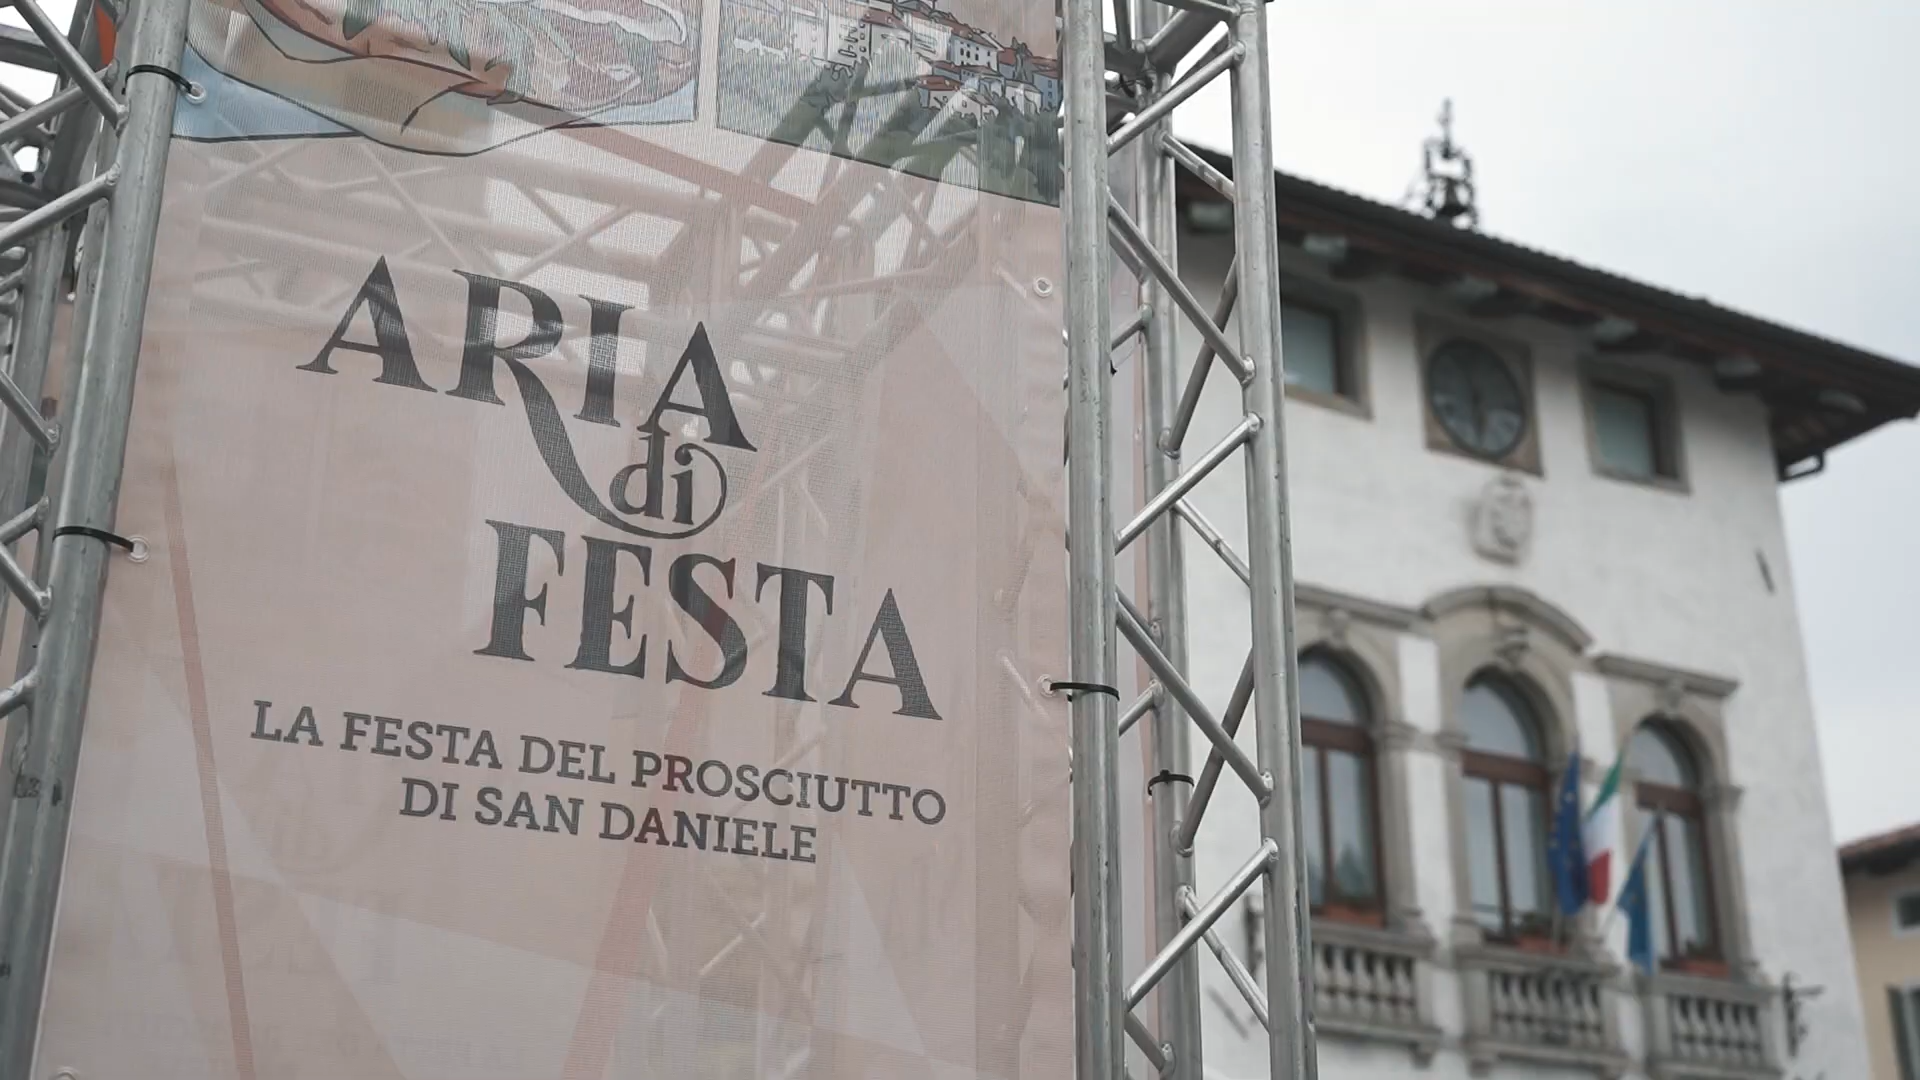 ARIA
di
FESTA
LA FESTA DEL PROSCIUTTO
DI SAN DANIELE